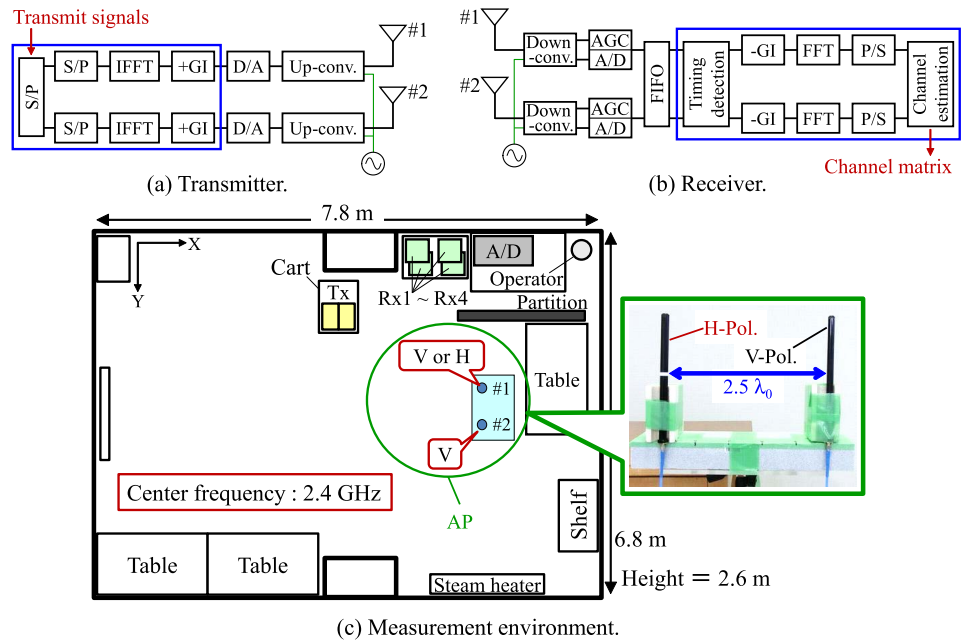 Transmit signals
S/P
S/P
IFFT
+GI
D/A
Up-conv.
#1
S/P
IFFT
+GI
D/A
Up-conv.
#2
(a) Transmitter.
#1
Down
-conv.
AGC
A/D
#2
Down
-conv.
AGC
A/D
FIFO
Timing
detection
-GI
FFT
P/S
-GI
FFT
P/S
Channel
estimation
Channel matrix
(b) Receiver.
7.8 m
X
Y
Cart
Tx
Rx1 ~ Rx4
A/D
Operator
Partition
V or H
#1
#2
V
Table
H-Pol.
V-Pol.
2.5 λ0
Center frequency : 2.4 GHz
AP
Shelf
6.8 m
Table
Table
Steam heater
Height = 2.6 m
(c) Measurement environment.